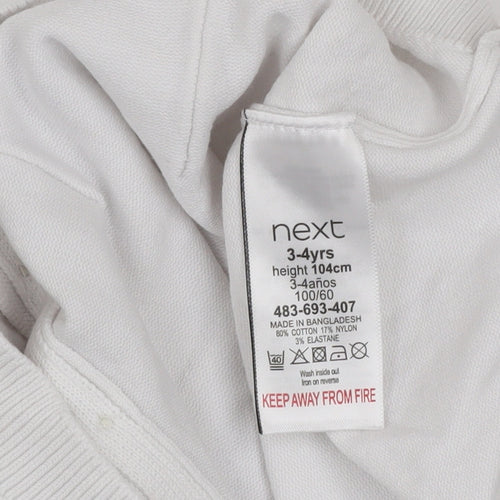 next
3-4yrs
height 104cm
3-4años
100/60
483-693-407
MADE IN BANGLADESH
80% COTTON 17% NYLON
3% ELASTANE
40
Wash inside out
Iron on reverse
KEEP AWAY FROM FIRE